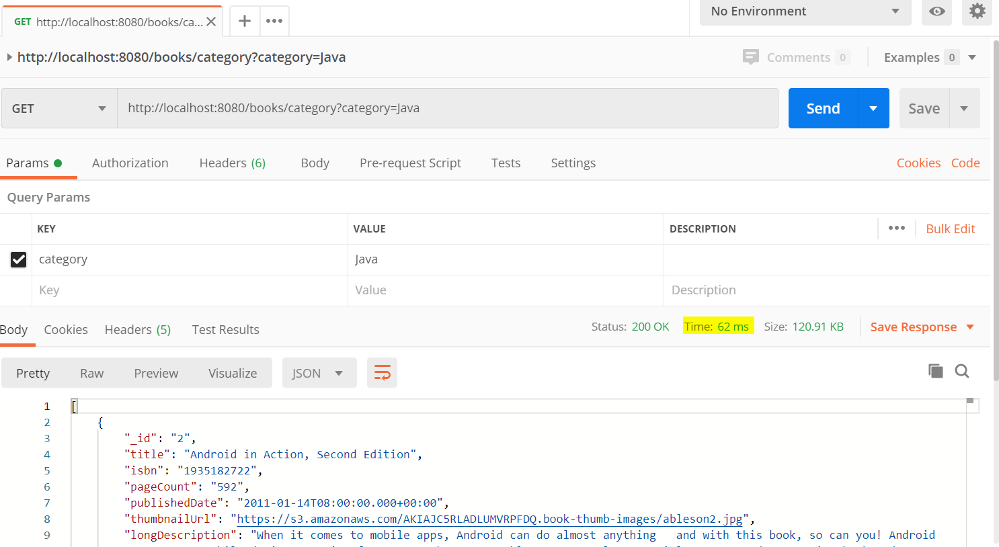 GET http://localhost:8080/books/ca...
No Environment
http://localhost:8080/books/category?category=Java
Comments 0
Examples 0
GET
http://localhost:8080/books/category?category=Java
Send
Save
Params
Authorization
Headers (6)
Body
Pre-request Script
Tests
Settings
Cookies
Code
Query Params
KEY
VALUE
DESCRIPTION
Bulk Edit
category
Java
Key
Value
Description
Body
Cookies
Headers (5)
Test Results
Status: 200 OK
Time: 62 ms
Size: 120.91 KB
Save Response
Pretty
Raw
Preview
Visualize
JSON
1 [
2 {
3 "_id": "2",
4 "title": "Android in Action, Second Edition",
5 "isbn": "1935182722",
6 "pageCount": "592",
7 "publishedDate": "2011-01-14T08:00:00.000+00:00",
8 "thumbnailUrl": "https://s3.amazonaws.com/AKIAJC5RLADLUMVRPFDQ.book-thumb-images/ableson2.jpg",
9 "longDescription": "When it comes to mobile apps, Android can do almost anything   and with this book, so can you! Android